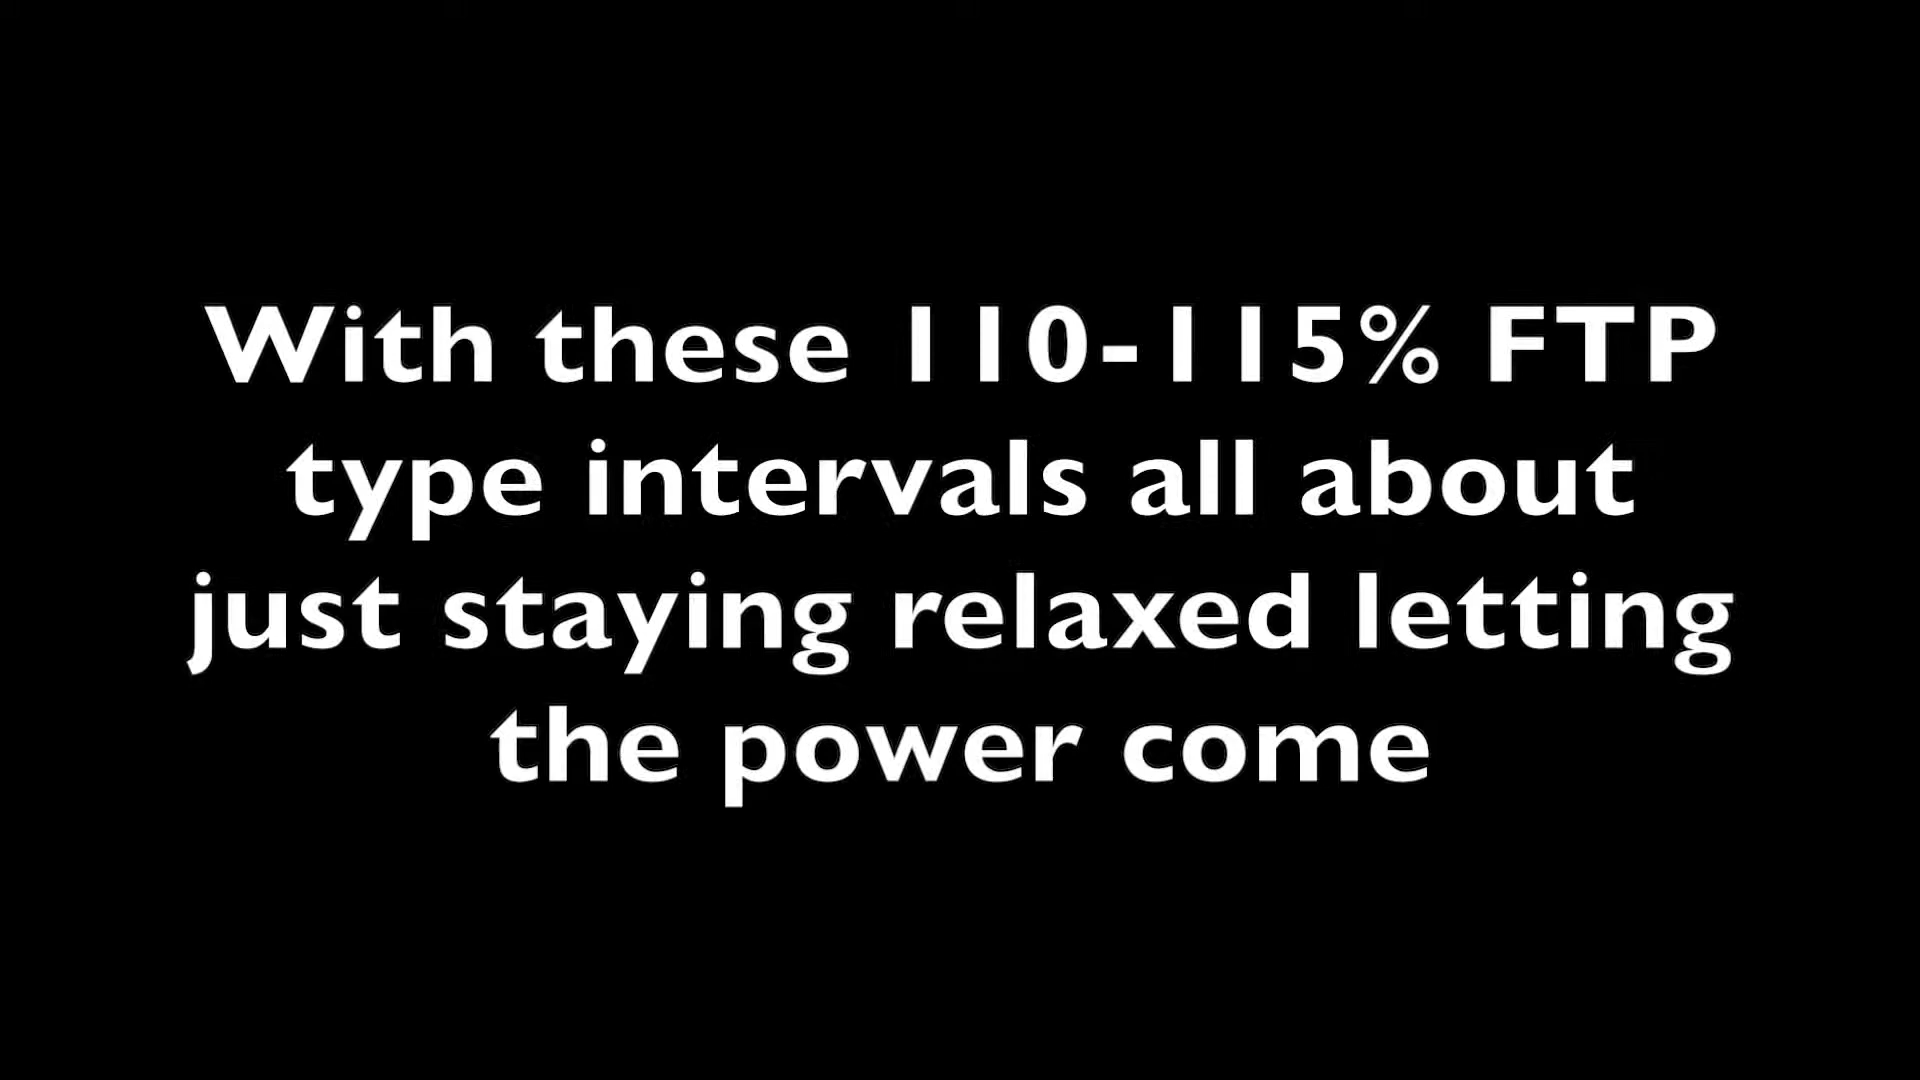 With these 110-115% FTP
type intervals all about
just staying relaxed letting
the power come